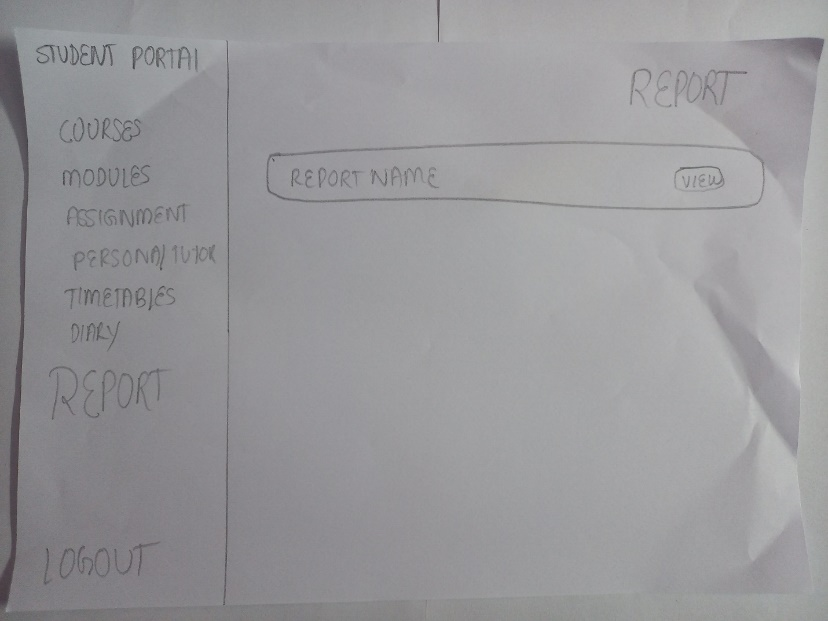 STUDENT PORTAl
COURSES
MODULES
ASSIGNMENT
PERSONAl TUTOR
TIMETABlES
DIARY
REPORT
LOGOUT
REPORT
REPORT NAME
VIEW